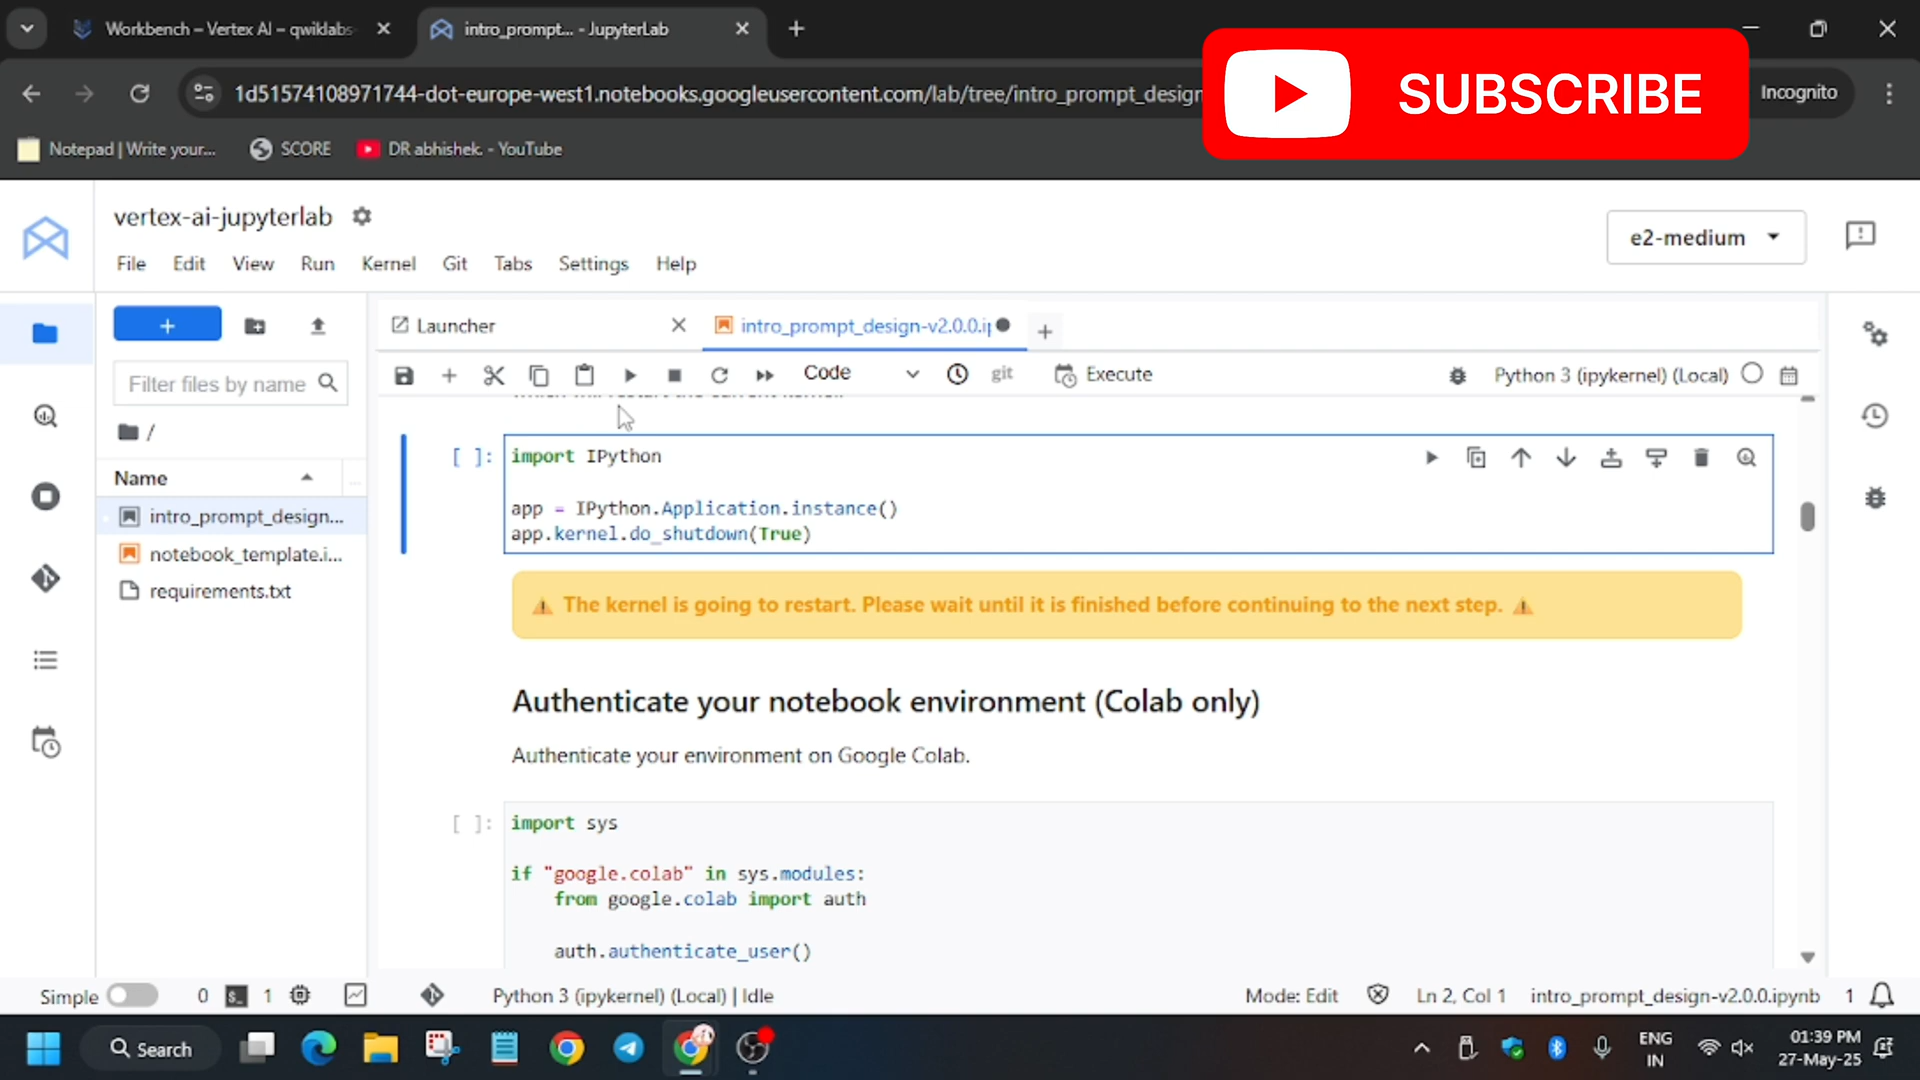 Workbench – Vertex AI – qwiklabs-
intro_prompt... - JupyterLab
1d51574108971744-dot-europe-west1.notebooks.googleusercontent.com/lab/tree/intro_prompt_design
SUBSCRIBE
Incognito
Notepad | Write your...
SCORE
DR abhishek. - YouTube
vertex-ai-jupyterlab
e2-medium
File
Edit
View
Run
Kernel
Git
Tabs
Settings
Help
Launcher
intro_prompt_design-v2.0.0.ip
Filter files by name
Code
git
Execute
Python 3 (ipykernel) (Local)
/
which will restart the current kernel.
Name
intro_prompt_design...
notebook_template.i...
requirements.txt
[ ]:
import IPython
app = IPython.Application.instance()
app.kernel.do_shutdown(True)
⚠ The kernel is going to restart. Please wait until it is finished before continuing to the next step. ⚠
Authenticate your notebook environment (Colab only)
Authenticate your environment on Google Colab.
[ ]:
import sys
if "google.colab" in sys.modules:
from google.colab import auth
auth.authenticate_user()
Simple
0
$_
1
Python 3 (ipykernel) (Local) | Idle
Mode: Edit
Ln 2, Col 1
intro_prompt_design-v2.0.0.ipynb
1
Search
ENG
IN
01:39 PM
27-May-25